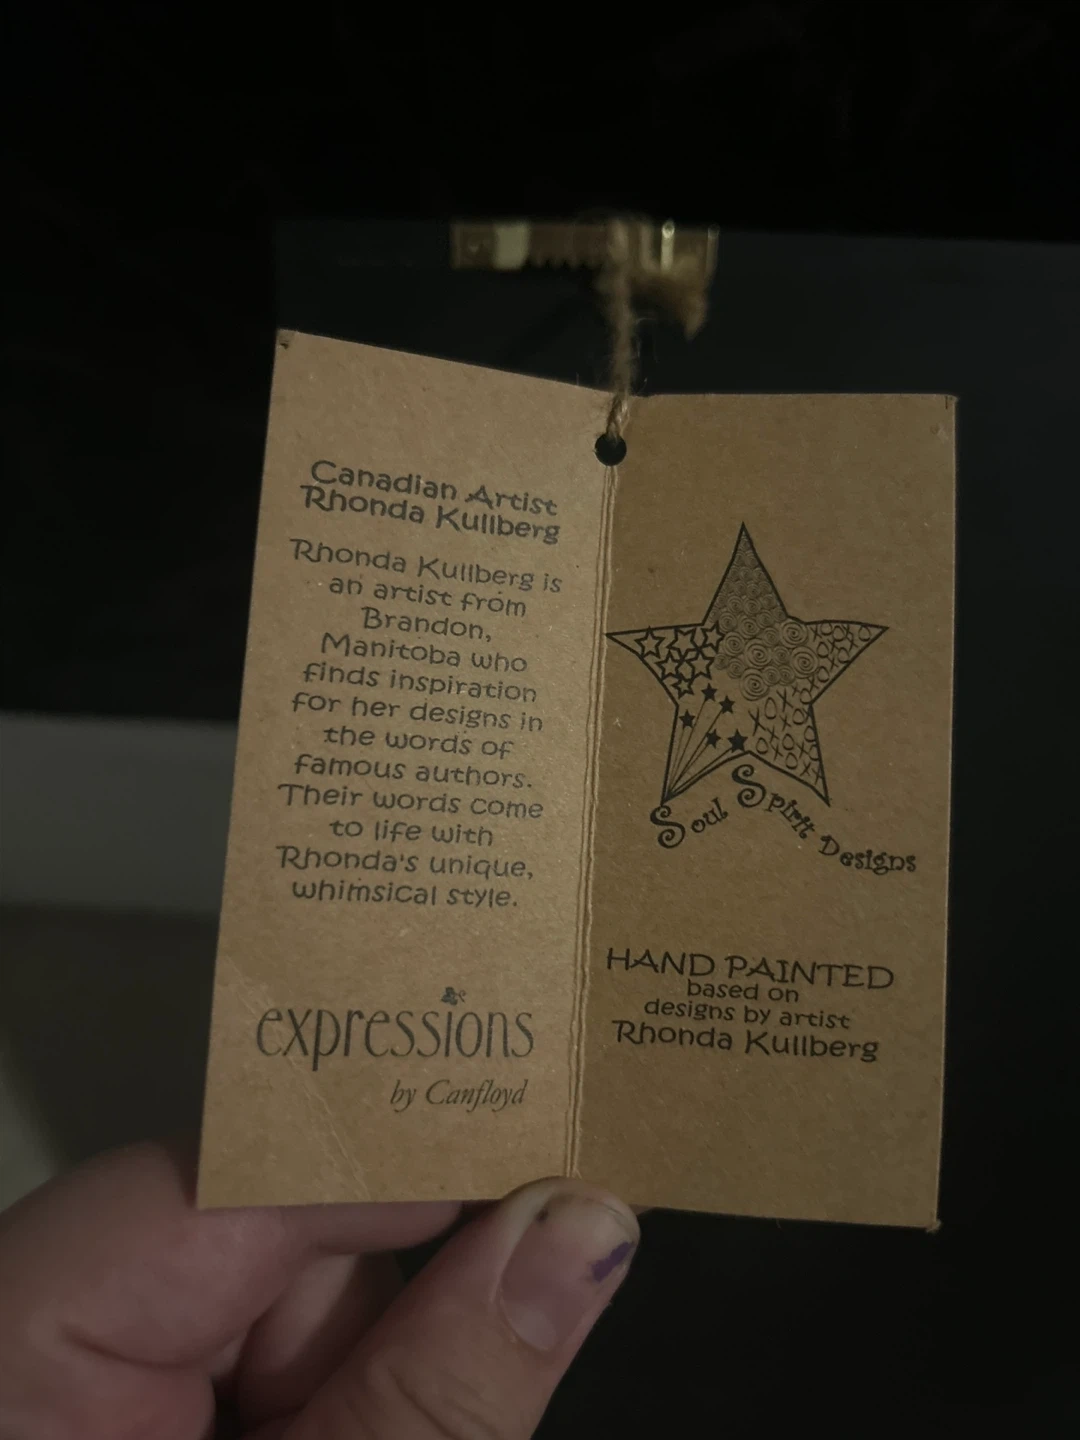 Canadian Artist
Rhonda Kullberg
Rhonda Kullberg is
an artist from
Brandon,
Manitoba who
finds inspiration
for her designs in
the words of
famous authors.
Their words come
to life with
Rhonda's unique,
whimsical style.
expressions
by Canfloyd
Soul Spirit Designs
HAND PAINTED
based on
designs by artist
Rhonda Kullberg